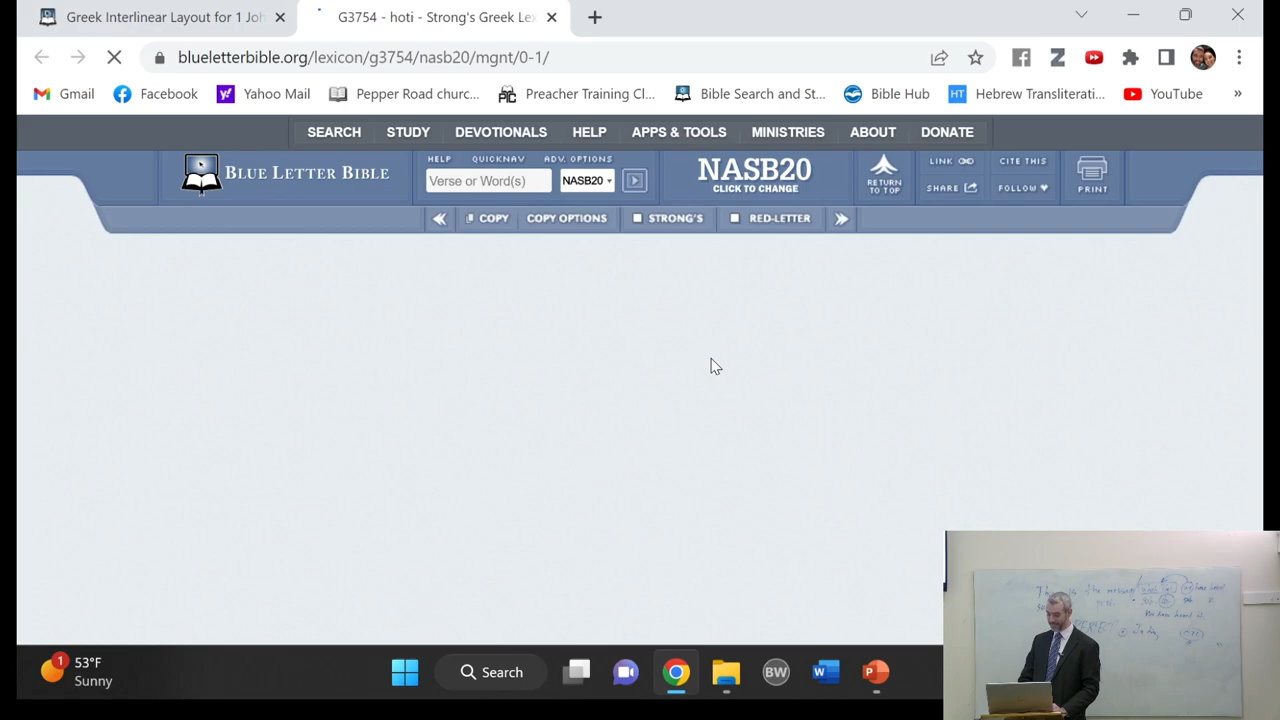 Greek Interlinear Layout for 1 Joh
G3754 - hoti - Strong's Greek Lex
blueletterbible.org/lexicon/g3754/nasb20/mgnt/0-1/
Gmail Facebook Yahoo Mail Pepper Road churc... Preacher Training Cl... Bible Search and St... Bible Hub HT Hebrew Transliterati... YouTube »
SEARCH STUDY DEVOTIONALS HELP APPS & TOOLS MINISTRIES ABOUT DONATE
BLUE LETTER BIBLE
HELP QUICKNAV ADV. OPTIONS
Verse or Word(s) NASB20
NASB20
CLICK TO CHANGE
RETURN
TO TOP
LINK CITE THIS
SHARE FOLLOW
PRINT
COPY COPY OPTIONS STRONG'S RED-LETTER
1
53°F
Sunny
Search
BW
W
P